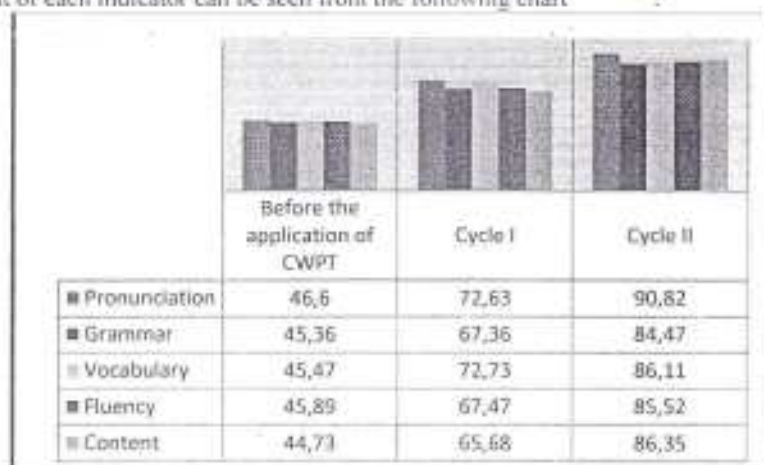 of each indicator can be seen from the following chart
Before the
application of
CWPT
Cycle I
Cycle II
Pronunciation 46,6 72,63 90,82
Grammar 45,36 67,36 84,47
Vocabulary 45,47 72,73 86,11
Fluency 45,89 67,47 85,52
Content 44,73 65,68 86,35